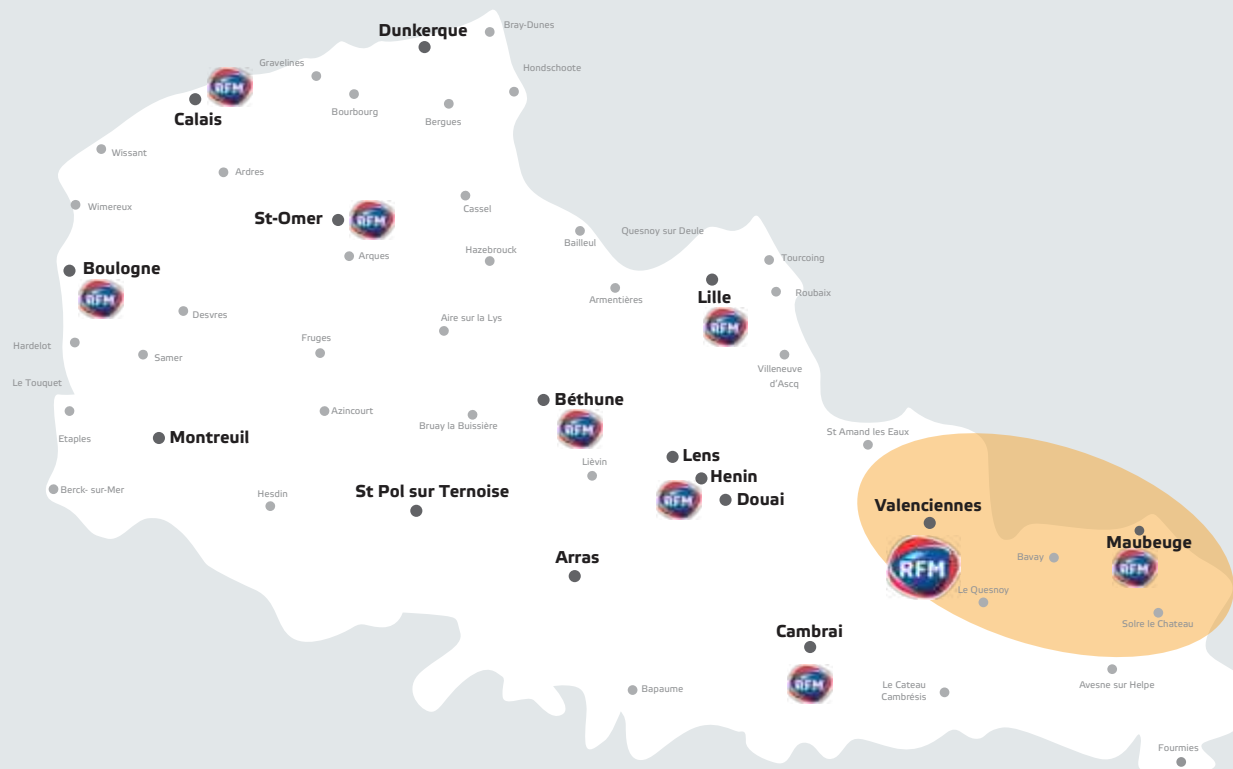 Dunkerque
Bray-Dunes
Gravelines
Hondschoote
RFM
Calais
Bourbourg
Bergues
Wissant
Ardres
Wimereux
St-Omer
RFM
Cassel
Bailleul
Quesnoy sur Deule
Arques
Hazebrouck
Tourcoing
Boulogne
RFM
Armentières
Lille
RFM
Roubaix
Desvres
Aire sur la Lys
Hardelot
Samer
Fruges
Villeneuve
d'Ascq
Le Touquet
Etaples
Azincourt
Bruay la Buissière
Béthune
RFM
Montreuil
St Amand les Eaux
Lens
Henin
Douai
RFM
Liévin
Berck- sur-Mer
Hesdin
St Pol sur Ternoise
Valenciennes
RFM
Maubeuge
RFM
Bavay
Arras
Le Quesnoy
Solre le Chateau
Cambrai
RFM
Bapaume
Le Cateau
Cambrésis
Avesne sur Helpe
Fourmies